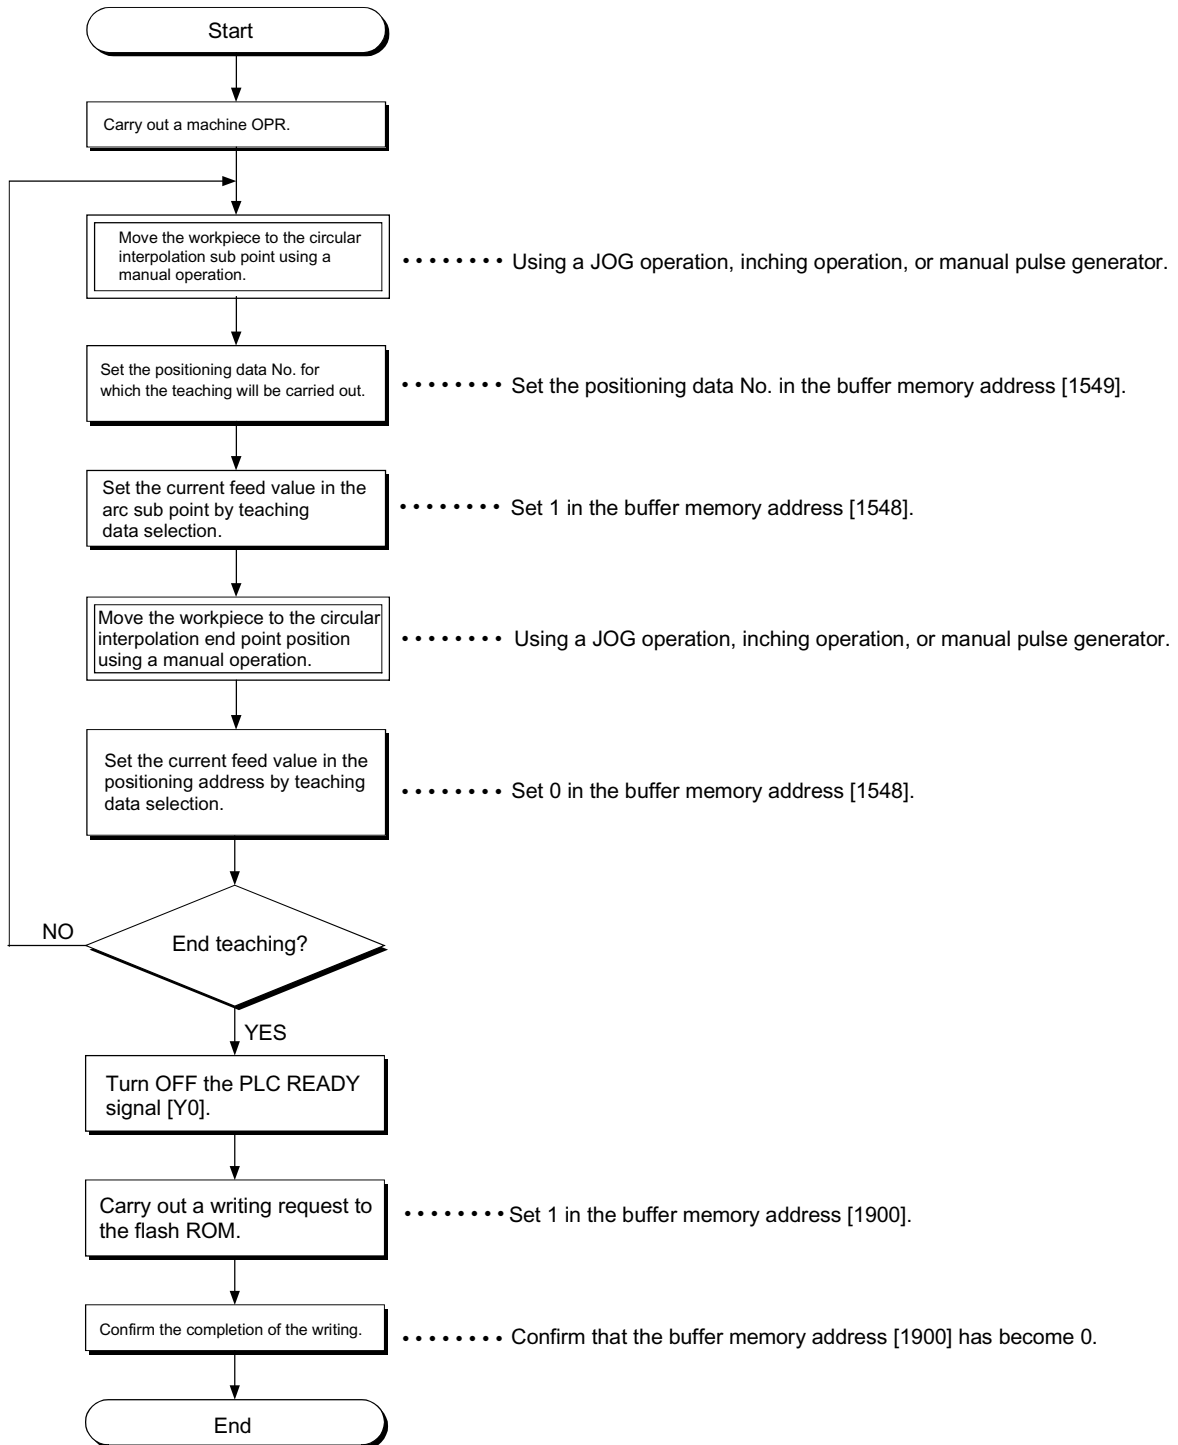 Start
Carry out a machine OPR.
Move the workpiece to the circular
interpolation sub point using a
manual operation.
• • • • • • • • Using a JOG operation, inching operation, or manual pulse generator.
Set the positioning data No. for
which the teaching will be carried out.
• • • • • • • • Set the positioning data No. in the buffer memory address [1549].
Set the current feed value in the
arc sub point by teaching
data selection.
• • • • • • • • Set 1 in the buffer memory address [1548].
Move the workpiece to the circular
interpolation end point position
using a manual operation.
• • • • • • • • Using a JOG operation, inching operation, or manual pulse generator.
Set the current feed value in the
positioning address by teaching
data selection.
• • • • • • • • Set 0 in the buffer memory address [1548].
NO
End teaching?
YES
Turn OFF the PLC READY
signal [Y0].
Carry out a writing request to
the flash ROM.
• • • • • • • • Set 1 in the buffer memory address [1900].
Confirm the completion of the writing.
• • • • • • • • Confirm that the buffer memory address [1900] has become 0.
End